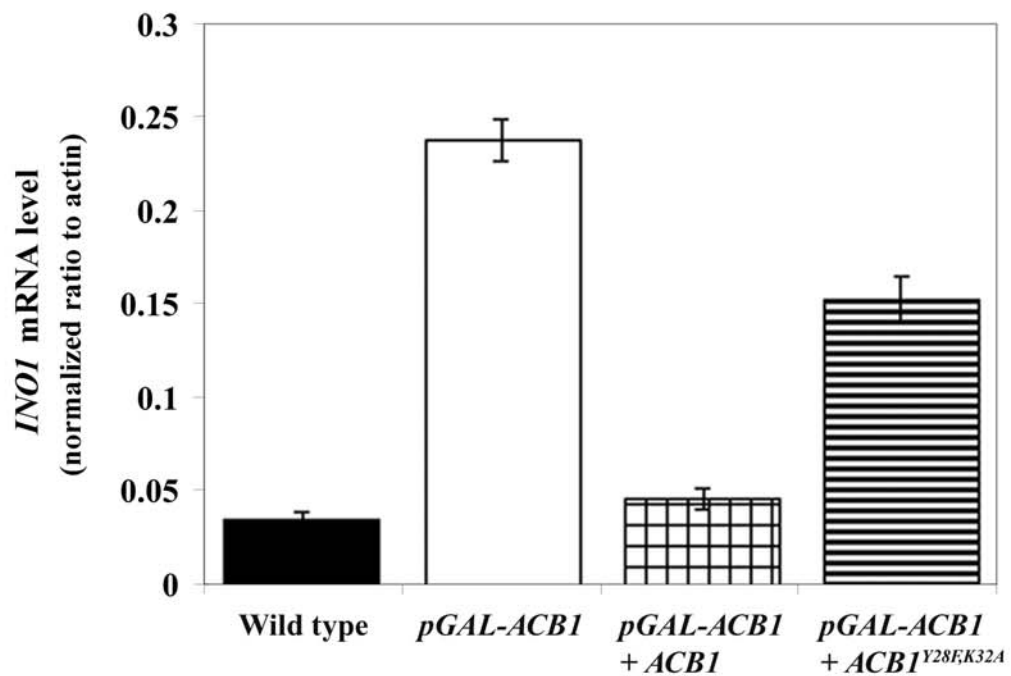 0.3
0.25
0.2
0.15
0.1
0.05
0
INO1 mRNA level
(normalized ratio to actin)
Wild type
pGAL-ACB1
pGAL-ACB1
+ ACB1
pGAL-ACB1
+ ACB1Y28F,K32A